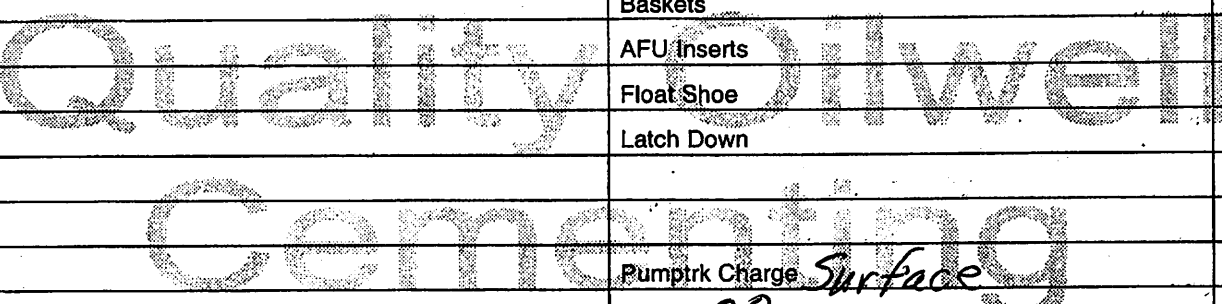 Baskets
AFU Inserts
Float Shoe
Latch Down
Pumptrk Charge Surface
Quality Oilwell
Cementing